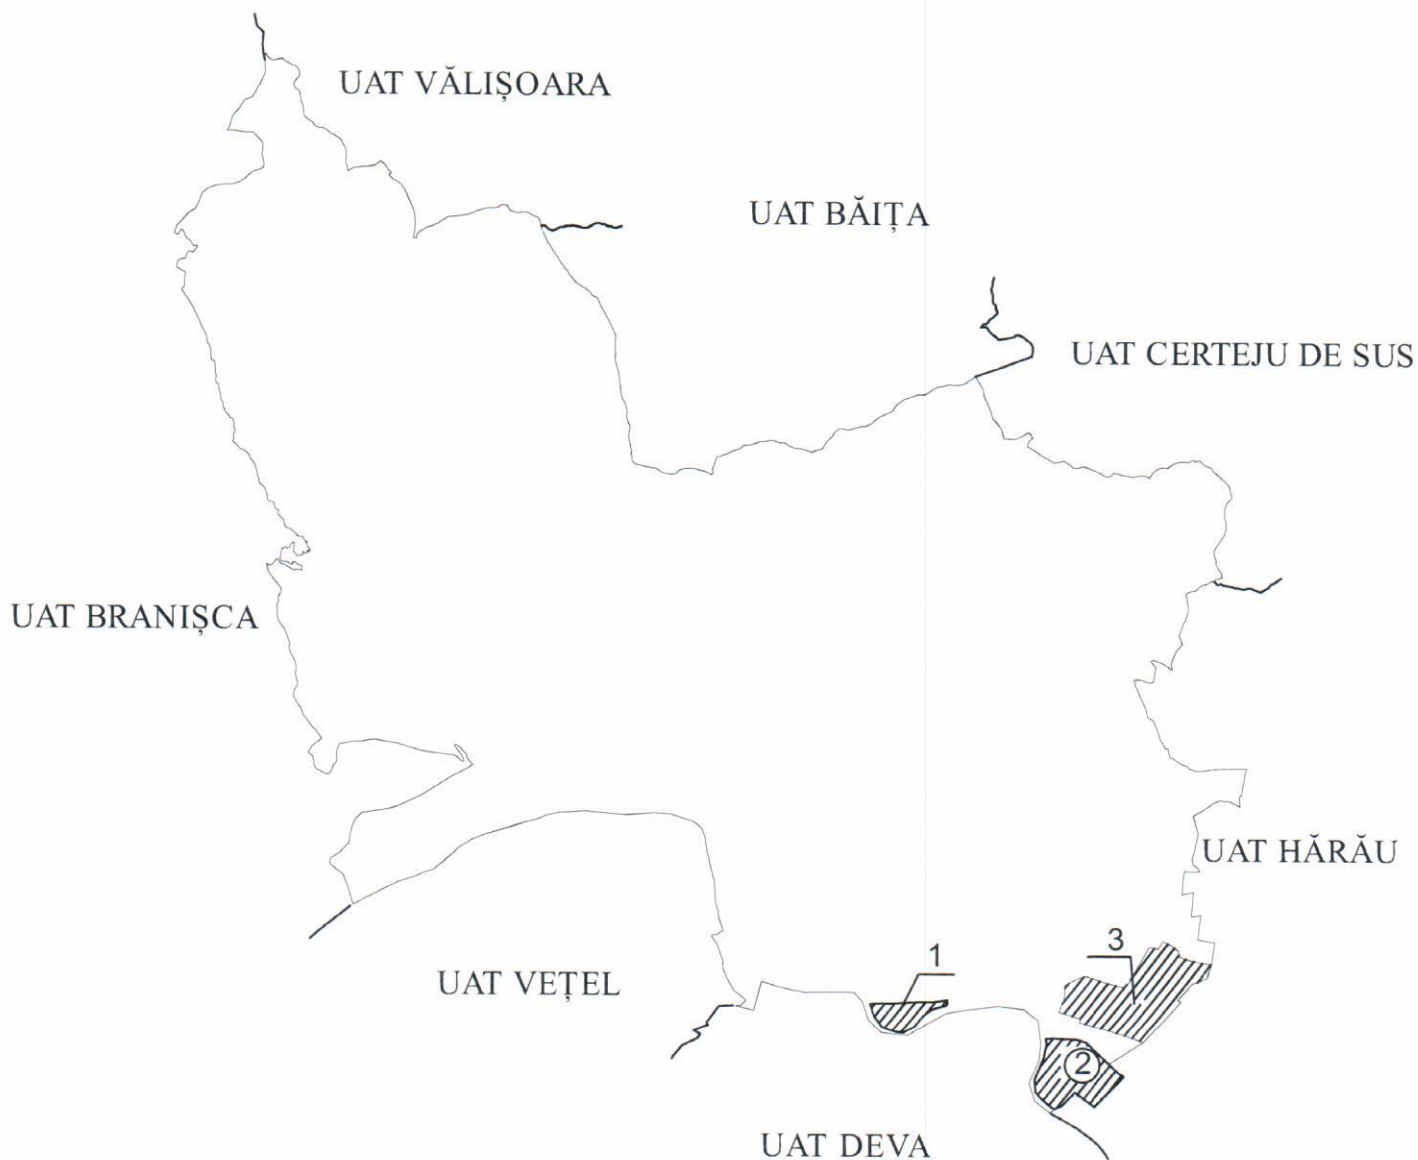 UAT VĂLIȘOARA
UAT BĂIȚA
UAT CERTEJU DE SUS
UAT BRANIȘCA
UAT HĂRĂU
3
1
UAT VEȚEL
2
UAT DEVA